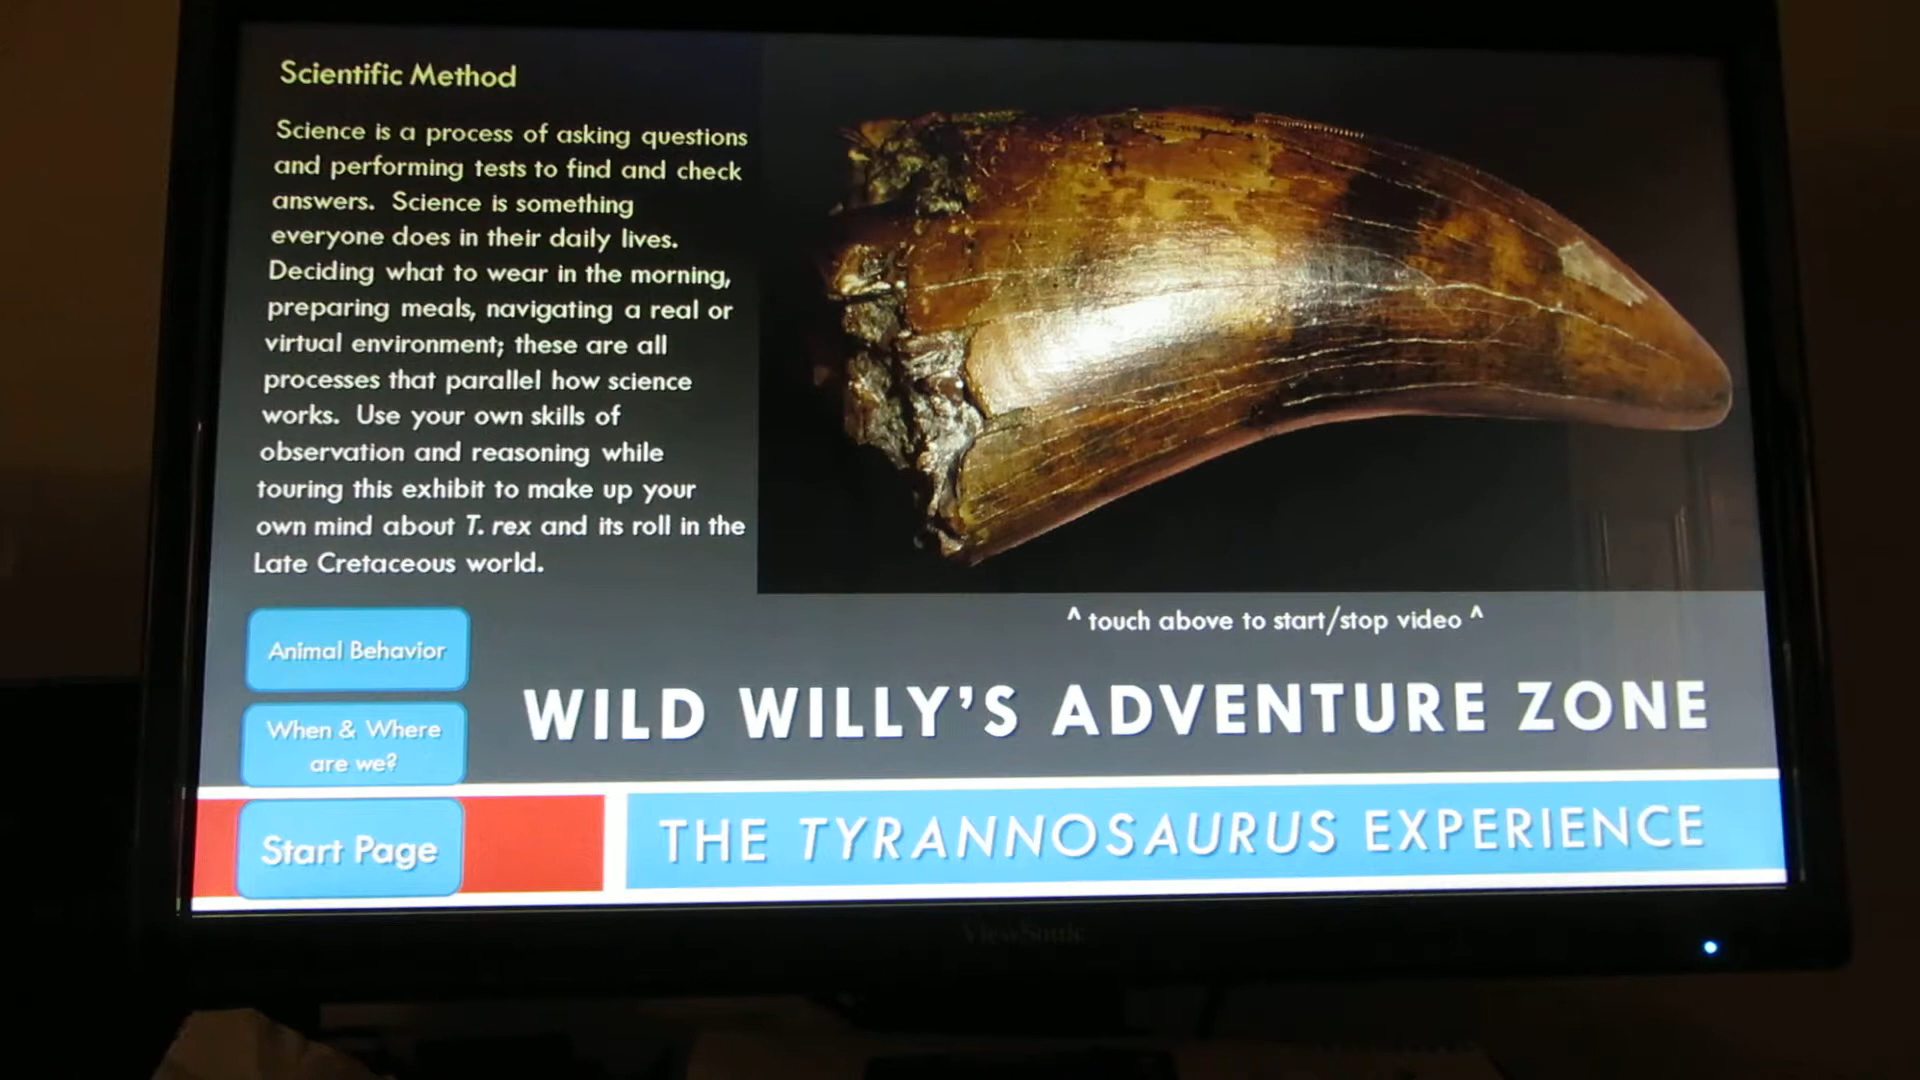 Scientific Method
Science is a process of asking questions
and performing tests to find and check
answers. Science is something
everyone does in their daily lives.
Deciding what to wear in the morning,
preparing meals, navigating a real or
virtual environment; these are all
processes that parallel how science
works. Use your own skills of
observation and reasoning while
touring this exhibit to make up your
own mind about T. rex and its roll in the
Late Cretaceous world.
^ touch above to start/stop video ^
Animal Behavior
When & Where
are we?
Start Page
WILD WILLY'S ADVENTURE ZONE
THE TYRANNOSAURUS EXPERIENCE
ViewSonic